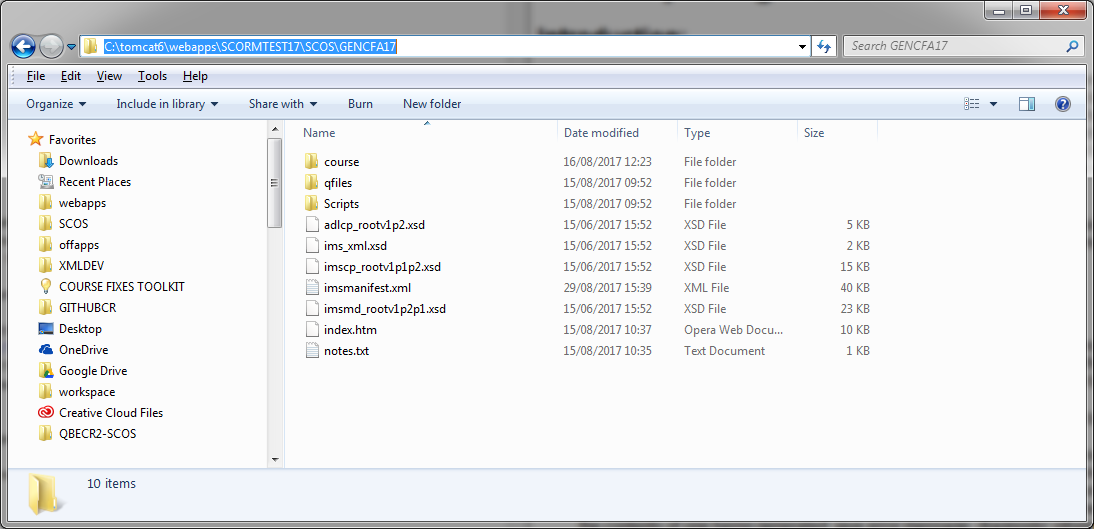 Introduction:
C:\tomcat6\webapps\SCORMTEST17\SCOS\GENCFA17
Search GENCFA17
File Edit View Tools Help
Organize Include in library Share with Burn New folder
Favorites
Downloads
Recent Places
webapps
SCOS
offapps
XMLDEV
COURSE FIXES TOOLKIT
GITHUBCR
Desktop
OneDrive
Google Drive
workspace
Creative Cloud Files
QBECR2-SCOS
Name Date modified Type Size
course 16/08/2017 12:23 File folder
qfiles 15/08/2017 09:52 File folder
Scripts 15/08/2017 09:52 File folder
adlcp_rootv1p2.xsd 15/06/2017 15:52 XSD File 5 KB
ims_xml.xsd 15/06/2017 15:52 XSD File 2 KB
imscp_rootv1p1p2.xsd 15/06/2017 15:52 XSD File 15 KB
imsmanifest.xml 29/08/2017 15:39 XML File 40 KB
imsmd_rootv1p2p1.xsd 15/06/2017 15:52 XSD File 23 KB
index.htm 15/08/2017 10:37 Opera Web Docu... 10 KB
notes.txt 15/08/2017 10:35 Text Document 1 KB
10 items